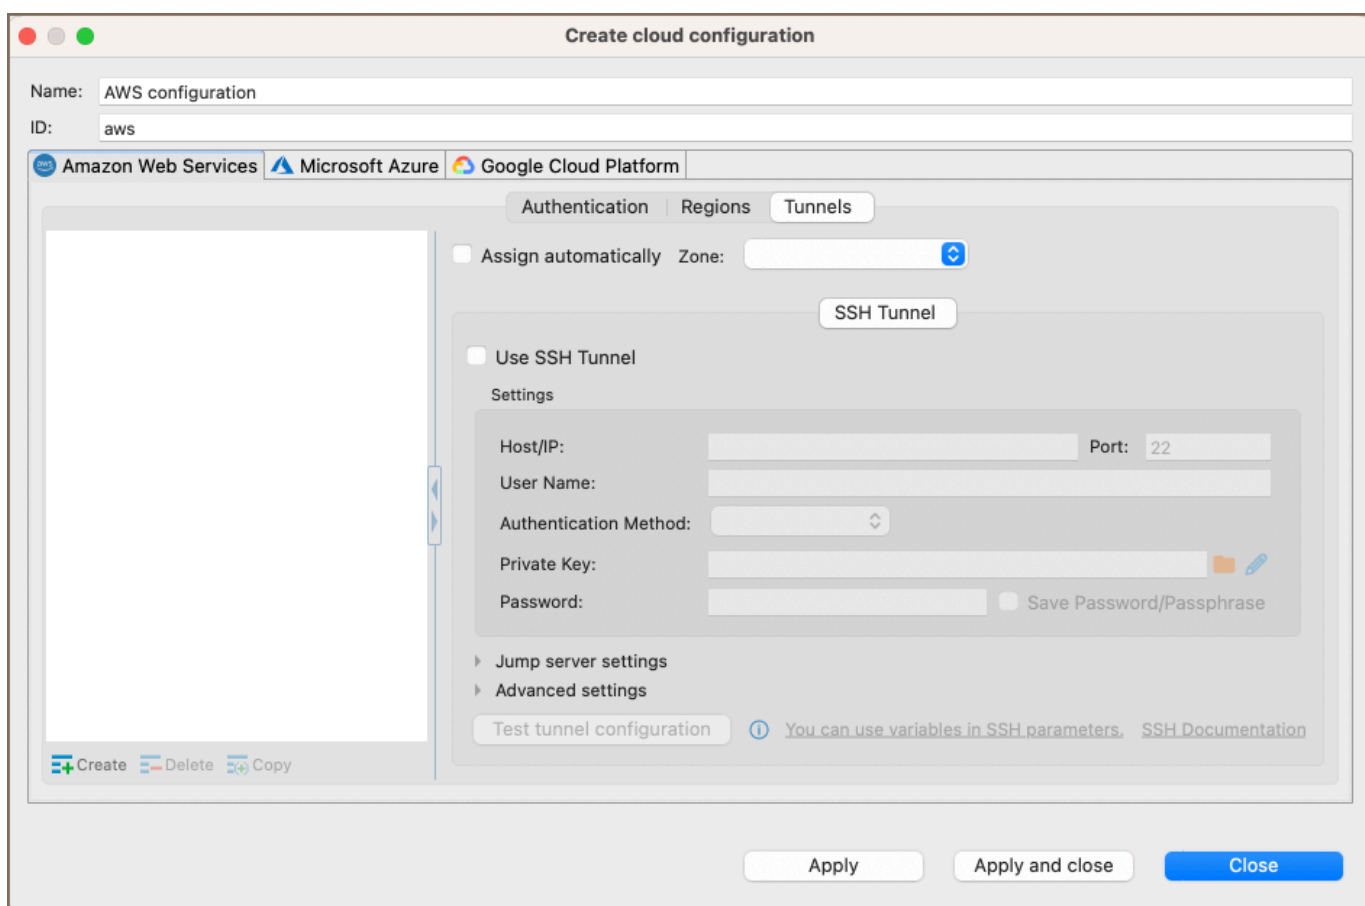 Create cloud configuration
Name: AWS configuration
ID: aws
aws Amazon Web Services Microsoft Azure Google Cloud Platform
Authentication Regions Tunnels
Assign automatically Zone:
SSH Tunnel
Use SSH Tunnel
Settings
Host/IP: Port: 22
User Name:
Authentication Method:
Private Key:
Password: Save Password/Passphrase
Jump server settings
Advanced settings
Test tunnel configuration You can use variables in SSH parameters. SSH Documentation
Create Delete Copy
Apply Apply and close Close